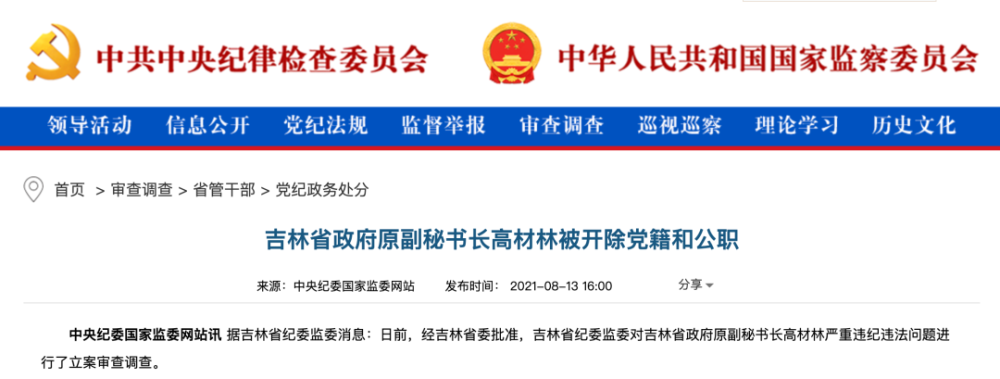 中共中央纪律检查委员会 中华人民共和国国家监察委员会
领导活动 信息公开 党纪法规 监督举报 审查调查 巡视巡察 理论学习 历史文化
首页 > 审查调查 > 省管干部 > 党纪政务处分
吉林省政府原副秘书长高材林被开除党籍和公职
来源：中央纪委国家监委网站 发布时间： 2021-08-13 16:00 分享
中央纪委国家监委网站讯 据吉林省纪委监委消息：日前，经吉林省委批准，吉林省纪委监委对吉林省政府原副秘书长高材林严重违纪违法问题进
行了立案审查调查。